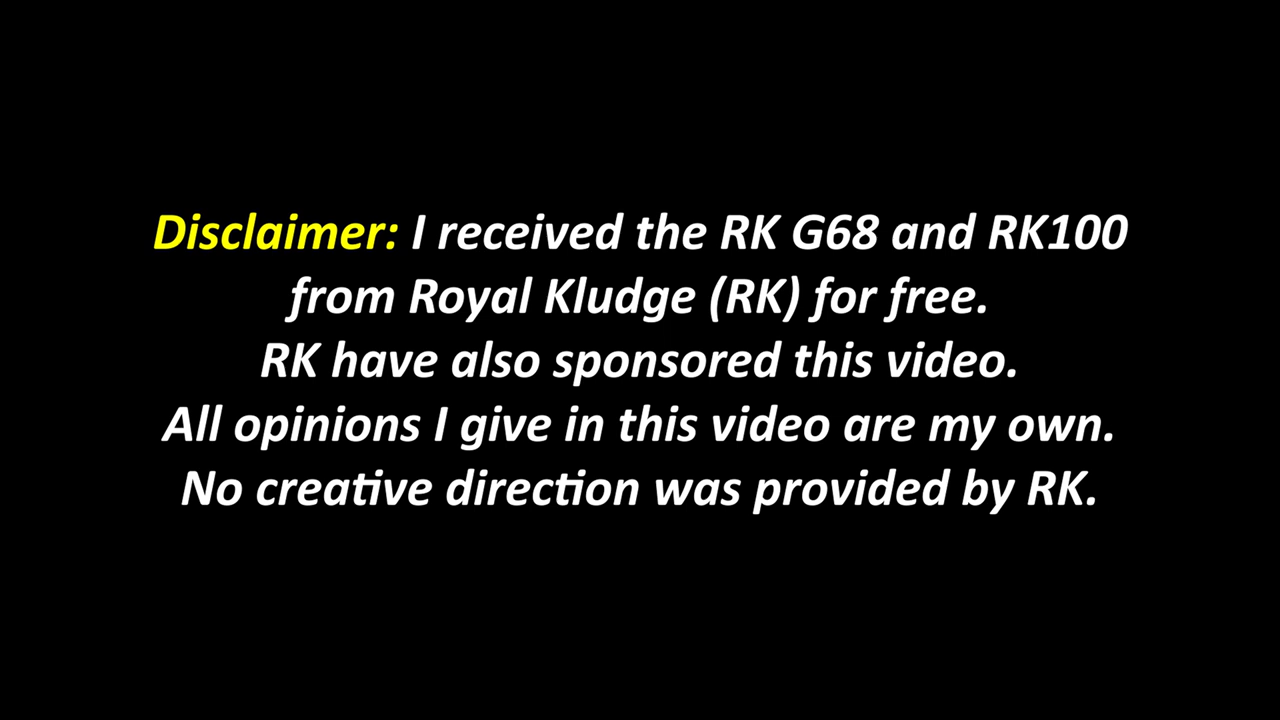 Disclaimer: I received the RK G68 and RK100
from Royal Kludge (RK) for free.
RK have also sponsored this video.
All opinions I give in this video are my own.
No creative direction was provided by RK.